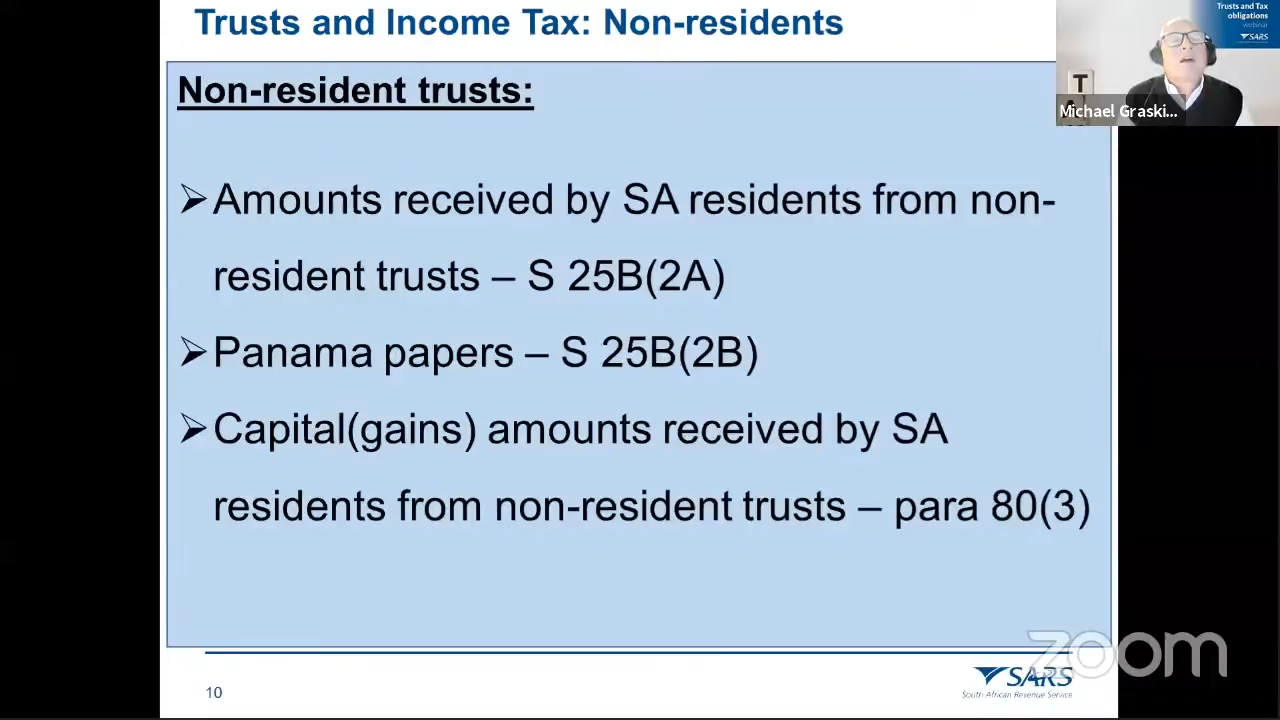 Trusts and Income Tax: Non-residents
Non-resident trusts:
➢Amounts received by SA residents from non-
resident trusts – S 25B(2A)
➢Panama papers – S 25B(2B)
➢Capital(gains) amounts received by SA
residents from non-resident trusts – para 80(3)
10
SARS
South African Revenue Service
zoom
Trusts and Tax
obligations
webinar
SARS
T
Michael Graski...